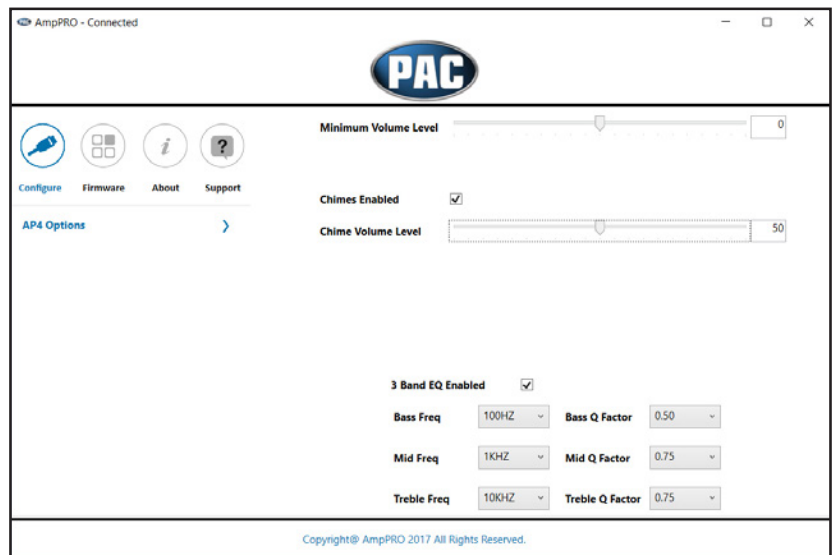 AmpPRO - Connected
PAC
Configure Firmware About Support
AP4 Options
Minimum Volume Level 0
Chimes Enabled
Chime Volume Level 50
3 Band EQ Enabled
Bass Freq 100HZ Bass Q Factor 0.50
Mid Freq 1KHZ Mid Q Factor 0.75
Treble Freq 10KHZ Treble Q Factor 0.75
Copyright@ AmpPRO 2017 All Rights Reserved.